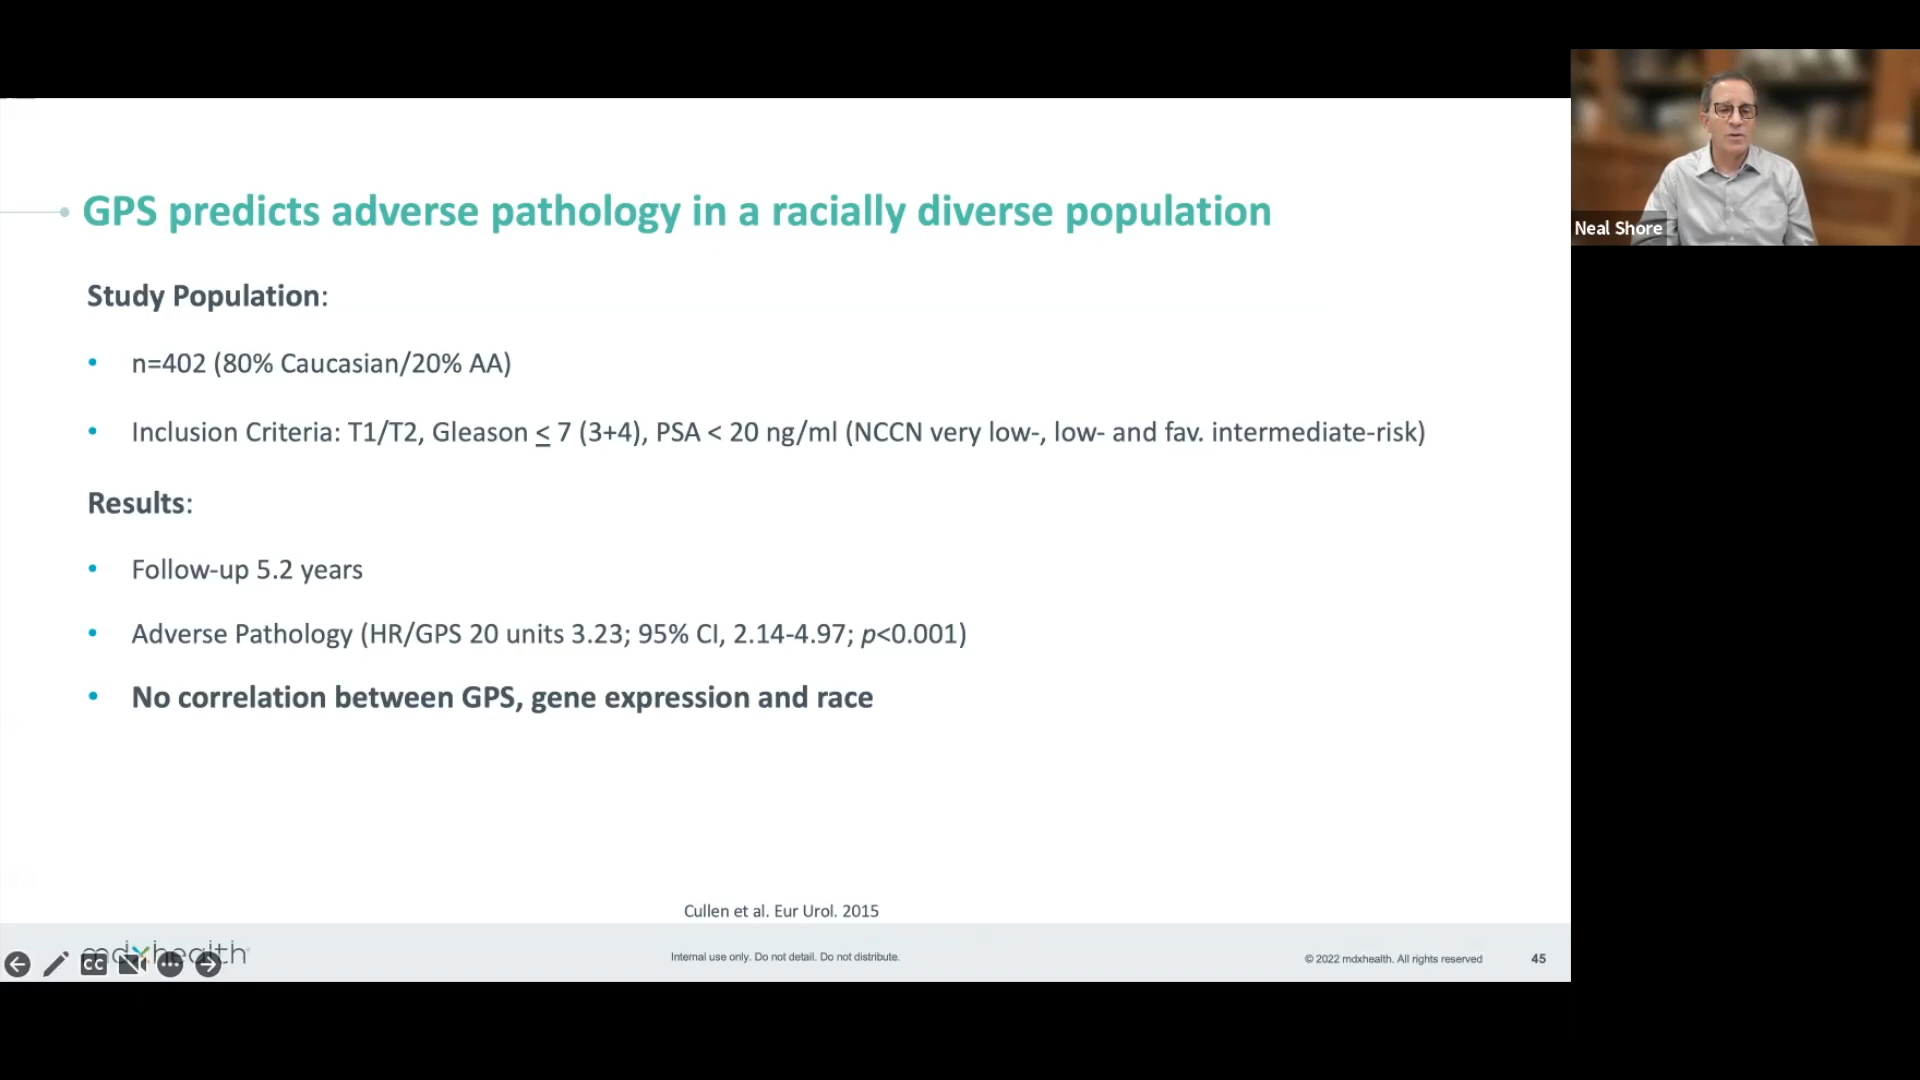 Neal Shore
GPS predicts adverse pathology in a racially diverse population
Study Population:
• n=402 (80% Caucasian/20% AA)
• Inclusion Criteria: T1/T2, Gleason ≤ 7 (3+4), PSA < 20 ng/ml (NCCN very low-, low- and fav. intermediate-risk)
Results:
• Follow-up 5.2 years
• Adverse Pathology (HR/GPS 20 units 3.23; 95% CI, 2.14-4.97; p<0.001)
• No correlation between GPS, gene expression and race
Cullen et al. Eur Urol. 2015
mdxhealth
CC
Internal use only. Do not detail. Do not distribute.
© 2022 mdxhealth. All rights reserved
45